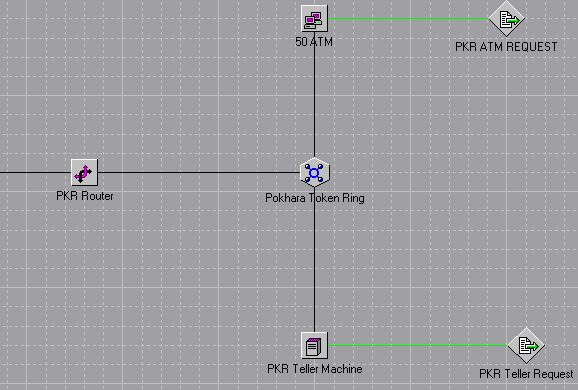 50 ATM
PKR ATM REQUEST
PKR Router
Pokhara Token Ring
PKR Teller Machine
PKR Teller Request